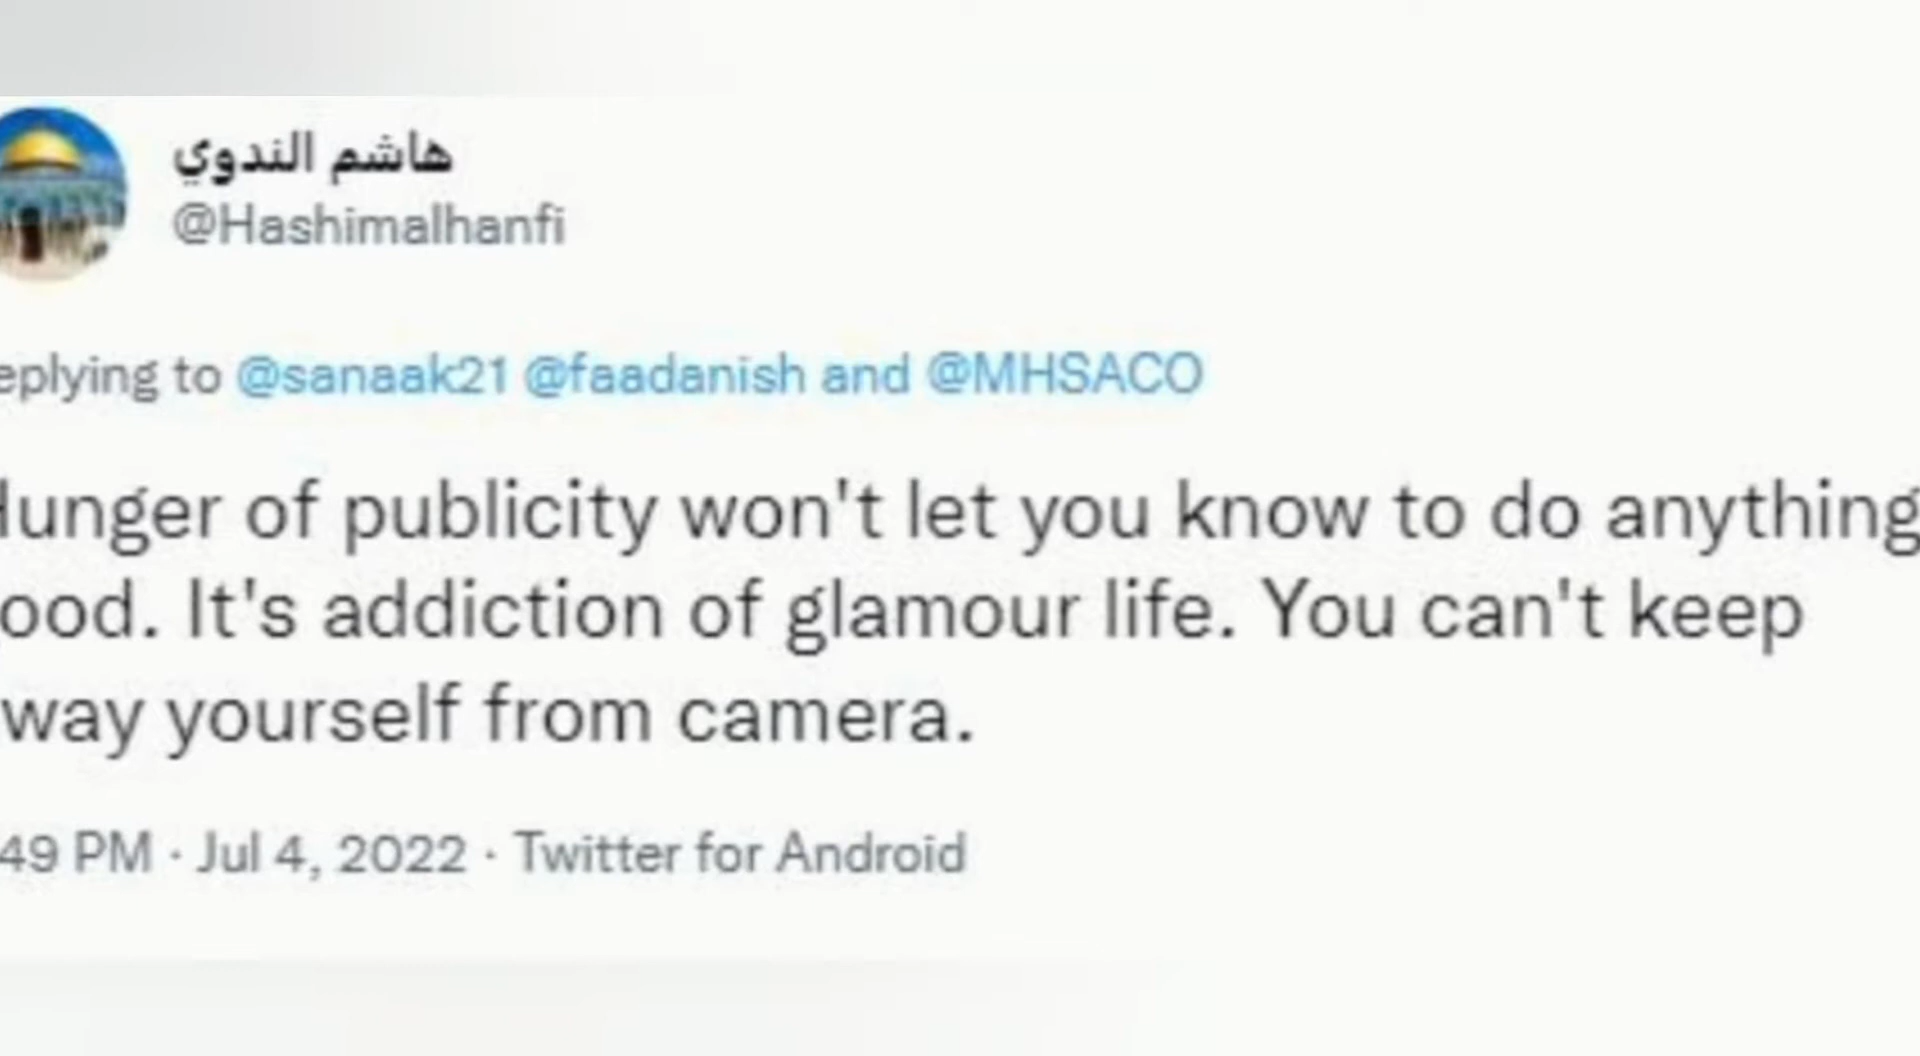 هاشم الندوي
@Hashimalhanfi
eplying to @sanaak21 @faadanish and @MHSACO
unger of publicity won't let you know to do anything
ood. It's addiction of glamour life. You can't keep
way yourself from camera.
49 PM · Jul 4, 2022 · Twitter for Android